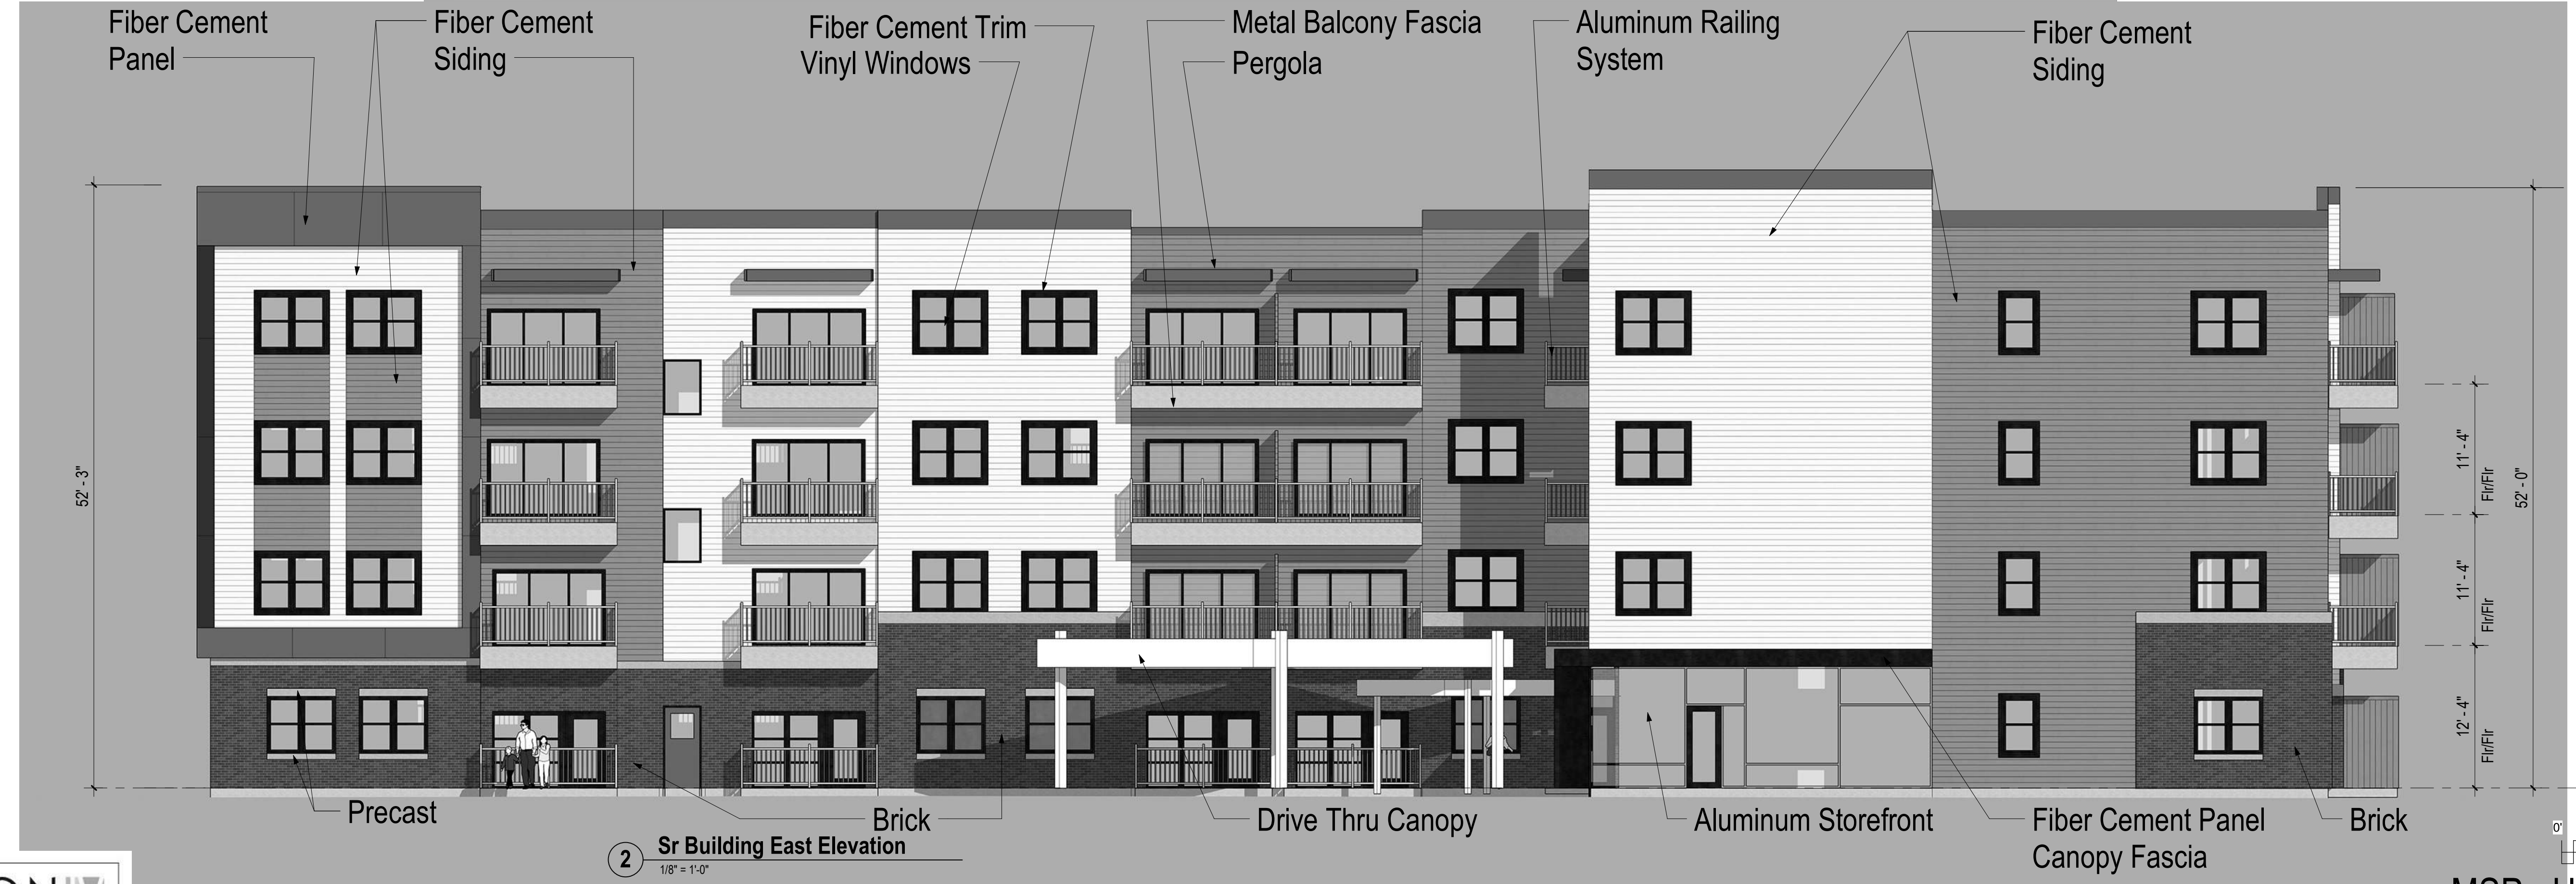 Fiber Cement
Panel
Fiber Cement
Siding
Fiber Cement Trim
Vinyl Windows
Metal Balcony Fascia
Pergola
Aluminum Railing
System
Fiber Cement
Siding
52' - 3"
11' - 4"
Flr/Flr
11' - 4"
Flr/Flr
12' - 4"
Flr/Flr
52' - 0"
Precast
Brick
Drive Thru Canopy
Aluminum Storefront
Fiber Cement Panel
Canopy Fascia
Brick
2
Sr Building East Elevation
1/8" = 1'-0"
0'